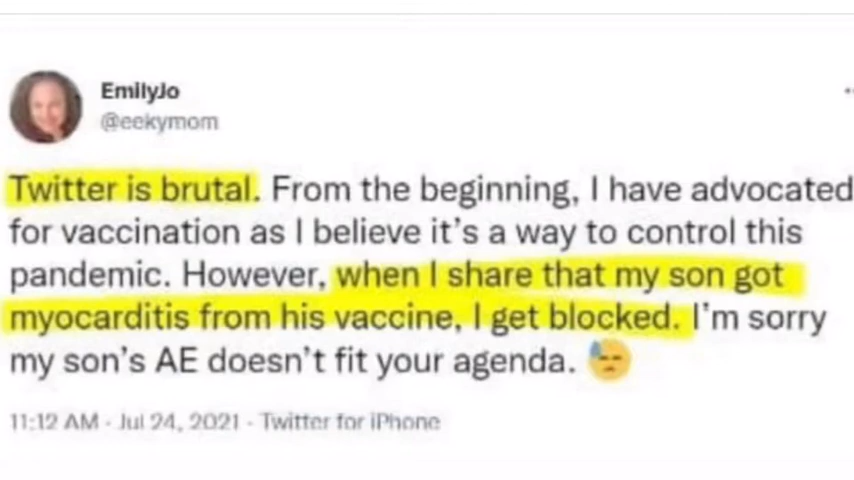 EmilyJo
@eekymom
Twitter is brutal. From the beginning, I have advocated
for vaccination as I believe it's a way to control this
pandemic. However, when I share that my son got
myocarditis from his vaccine, I get blocked. I'm sorry
my son's AE doesn't fit your agenda. 😓
11:12 AM · Jul 24, 2021 · Twitter for iPhone